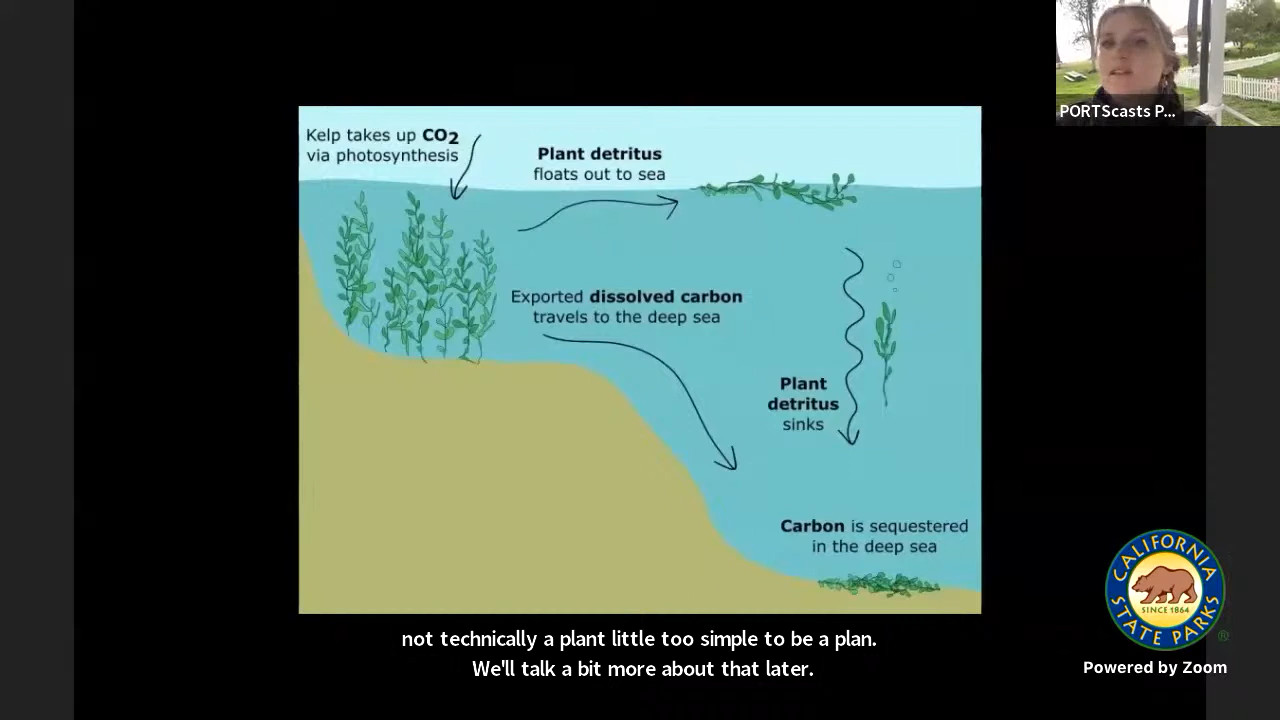 PORTScasts P...
Kelp takes up CO2
via photosynthesis
Plant detritus
floats out to sea
Exported dissolved carbon
travels to the deep sea
Plant
detritus
sinks
Carbon is sequestered
in the deep sea
CALIFORNIA
SINCE 1864
STATE PARKS
®
Powered by Zoom
not technically a plant little too simple to be a plan.
We'll talk a bit more about that later.